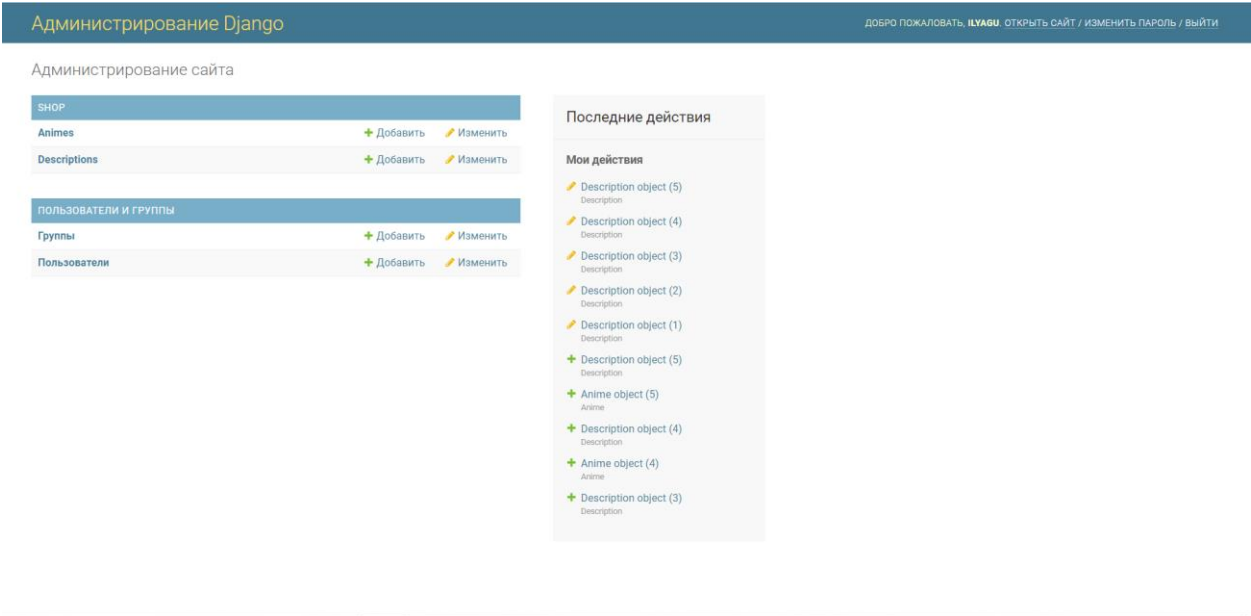 Администрирование Django
ДОБРО ПОЖАЛОВАТЬ, ILYAGU. ОТКРЫТЬ САЙТ / ИЗМЕНИТЬ ПАРОЛЬ / ВЫЙТИ
Администрирование сайта
SHOP
Animes Добавить Изменить
Descriptions Добавить Изменить
ПОЛЬЗОВАТЕЛИ И ГРУППЫ
Группы Добавить Изменить
Пользователи Добавить Изменить
Последние действия
Мои действия
Description object (5)
Description
Description object (4)
Description
Description object (3)
Description
Description object (2)
Description
Description object (1)
Description
Description object (5)
Description
Anime object (5)
Anime
Description object (4)
Description
Anime object (4)
Anime
Description object (3)
Description